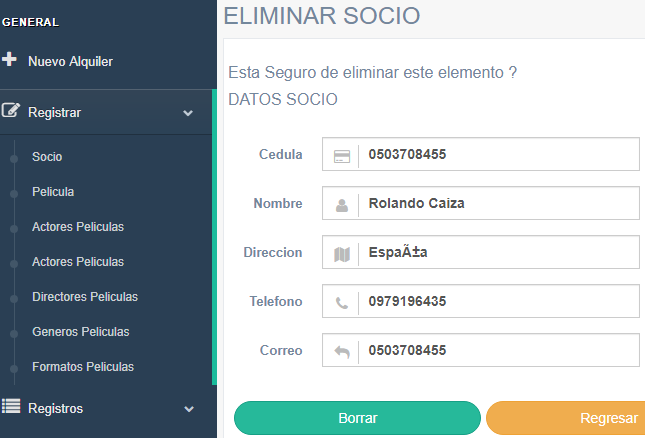 GENERAL
Nuevo Alquiler
Registrar
Socio
Pelicula
Actores Peliculas
Actores Peliculas
Directores Peliculas
Generos Peliculas
Formatos Peliculas
Registros
ELIMINAR SOCIO
Esta Seguro de eliminar este elemento ?
DATOS SOCIO
Cedula 0503708455
Nombre Rolando Caiza
Direccion EspaÃ±a
Telefono 0979196435
Correo 0503708455
Borrar Regresar